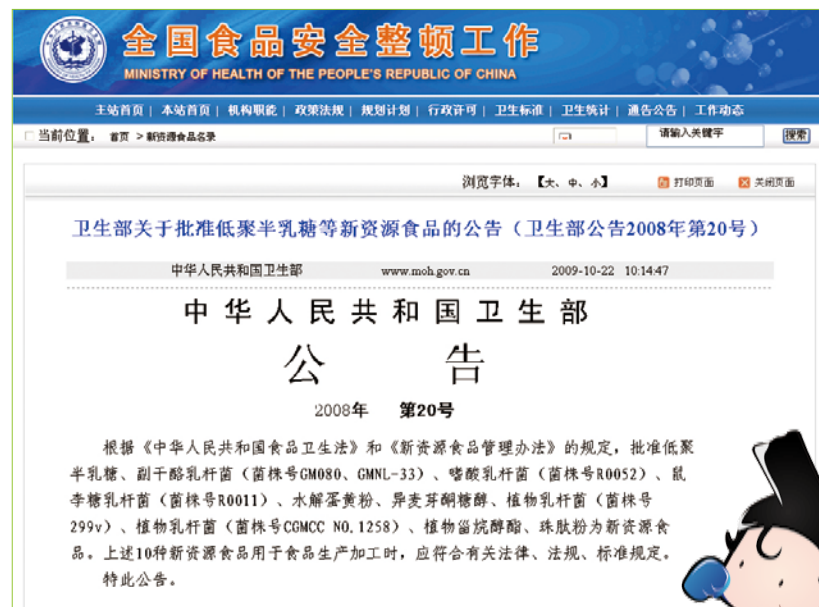 全国食品安全整顿工作
MINISTRY OF HEALTH OF THE PEOPLE'S REPUBLIC OF CHINA
主站首页 | 本站首页 | 机构职能 | 政策法规 | 规划计划 | 行政许可 | 卫生标准 | 卫生统计 | 通告公告 | 工作动态
当前位置: 首页 > 新资源食品名录 请输入关键字 搜索
浏览字体: 【大、中、小】 打印页面 关闭页面
卫生部关于批准低聚半乳糖等新资源食品的公告（卫生部公告2008年第20号）
中华人民共和国卫生部 www.moh.gov.cn 2009-10-22 10:14:47
中华人民共和国卫生部
公 告
2008年 第20号
根据《中华人民共和国食品卫生法》和《新资源食品管理办法》的规定，批准低聚
半乳糖、副干酪乳杆菌（菌株号GM080、GMNL-33）、嗜酸乳杆菌（菌株号R0052）、鼠
李糖乳杆菌（菌株号R0011）、水解蛋黄粉、异麦芽酮糖醇、植物乳杆菌（菌株号
299v）、植物乳杆菌（菌株号CGMCC NO.1258）、植物甾烷醇酯、珠肽粉为新资源食
品。上述10种新资源食品用于食品生产加工时，应符合有关法律、法规、标准规定。
特此公告。